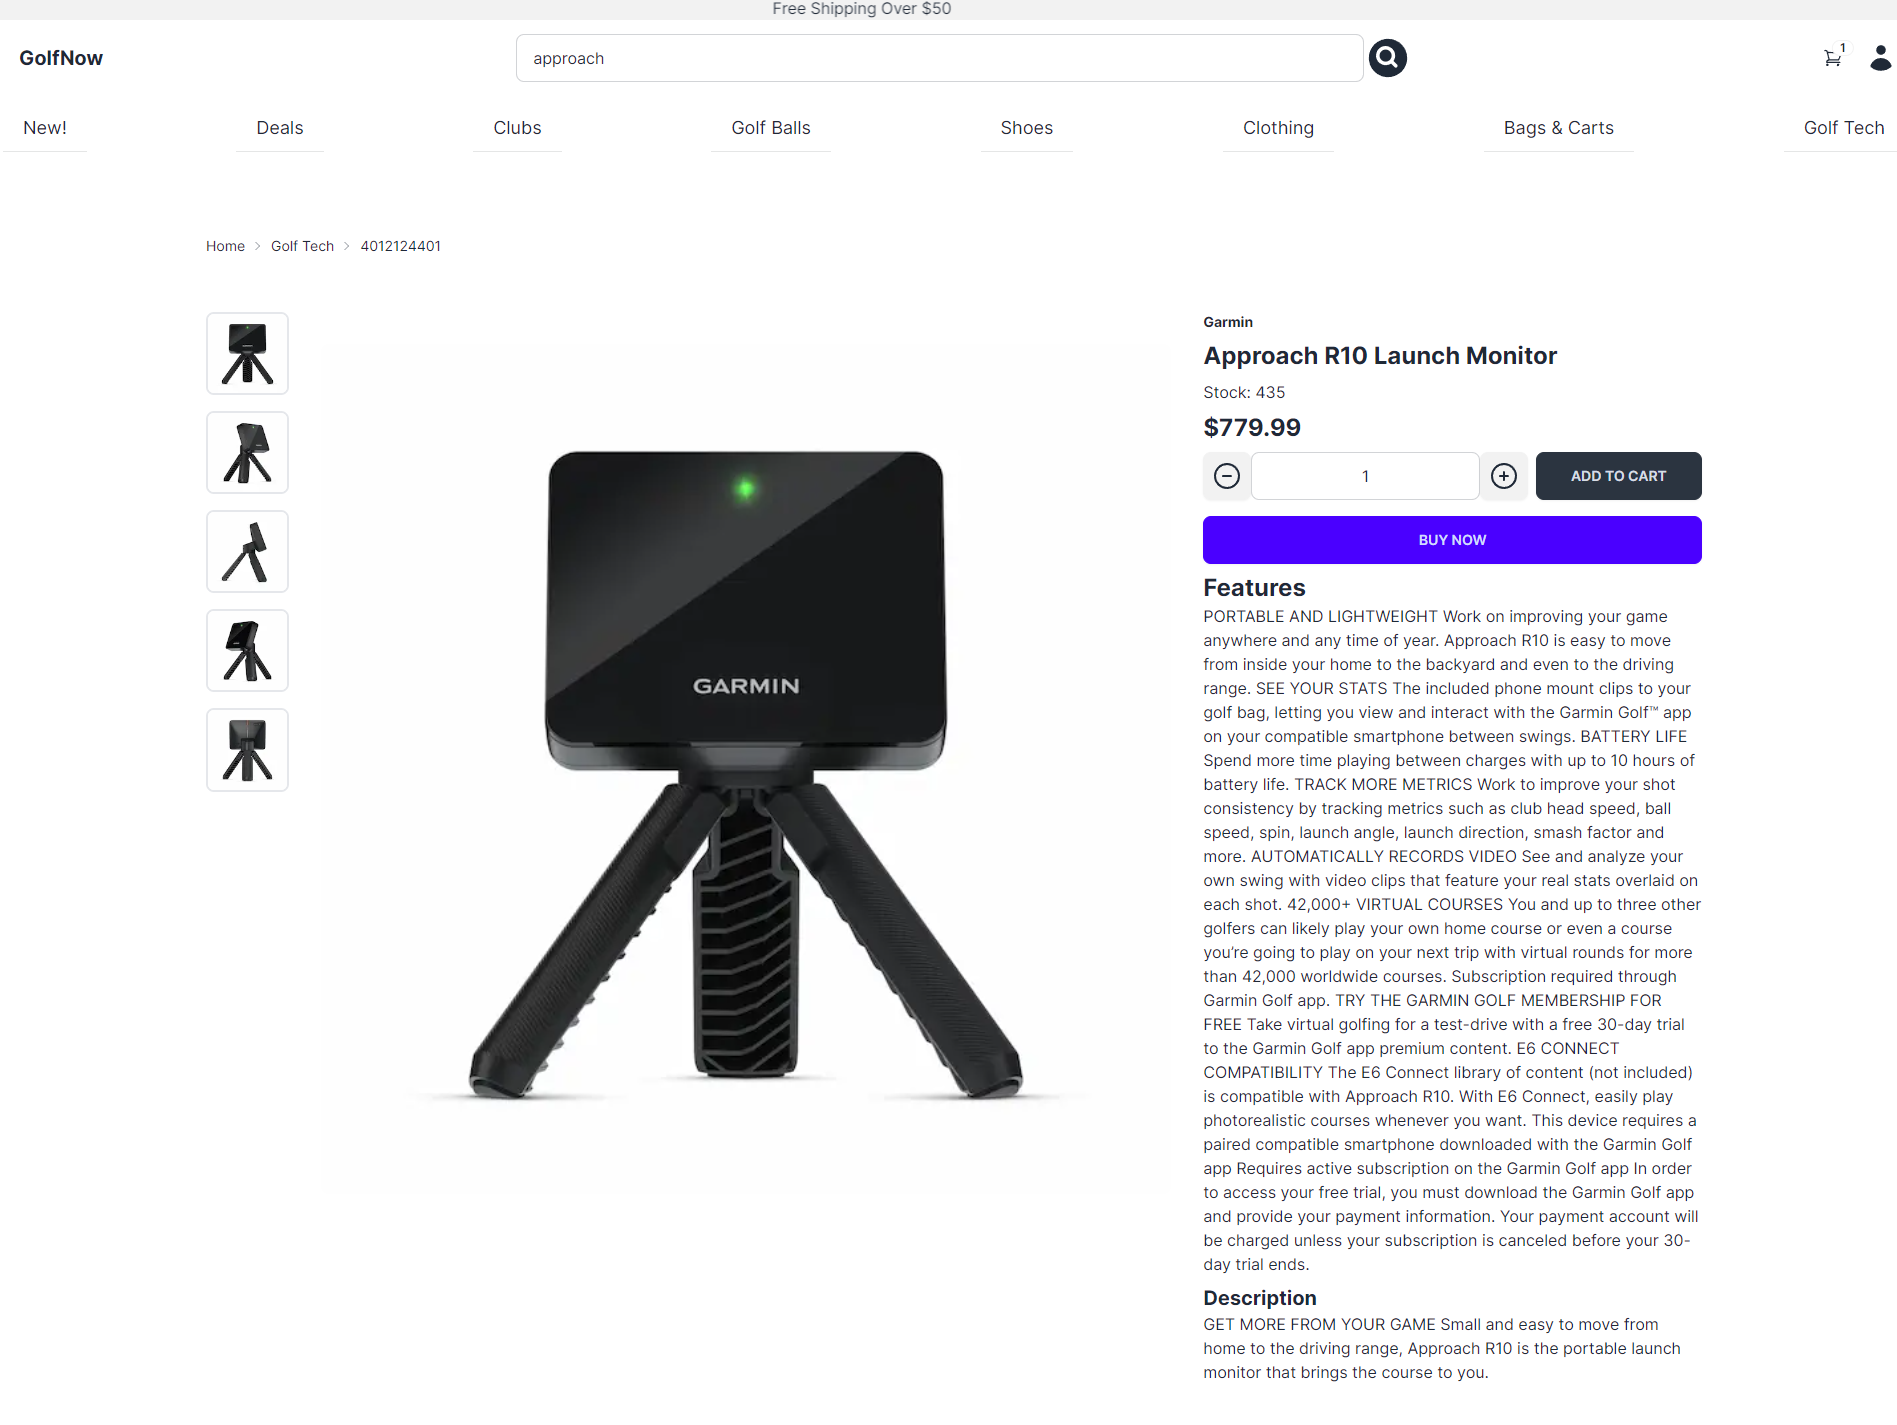 Free Shipping Over $50
GolfNow
approach
1
New!
Deals
Clubs
Golf Balls
Shoes
Clothing
Bags & Carts
Golf Tech
Home > Golf Tech > 4012124401
GARMIN
Garmin
Approach R10 Launch Monitor
Stock: 435
$779.99
1
ADD TO CART
BUY NOW
Features
PORTABLE AND LIGHTWEIGHT Work on improving your game
anywhere and any time of year. Approach R10 is easy to move
from inside your home to the backyard and even to the driving
range. SEE YOUR STATS The included phone mount clips to your
golf bag, letting you view and interact with the Garmin Golf™ app
on your compatible smartphone between swings. BATTERY LIFE
Spend more time playing between charges with up to 10 hours of
battery life. TRACK MORE METRICS Work to improve your shot
consistency by tracking metrics such as club head speed, ball
speed, spin, launch angle, launch direction, smash factor and
more. AUTOMATICALLY RECORDS VIDEO See and analyze your
own swing with video clips that feature your real stats overlaid on
each shot. 42,000+ VIRTUAL COURSES You and up to three other
golfers can likely play your own home course or even a course
you’re going to play on your next trip with virtual rounds for more
than 42,000 worldwide courses. Subscription required through
Garmin Golf app. TRY THE GARMIN GOLF MEMBERSHIP FOR
FREE Take virtual golfing for a test-drive with a free 30-day trial
to the Garmin Golf app premium content. E6 CONNECT
COMPATIBILITY The E6 Connect library of content (not included)
is compatible with Approach R10. With E6 Connect, easily play
photorealistic courses whenever you want. This device requires a
paired compatible smartphone downloaded with the Garmin Golf
app Requires active subscription on the Garmin Golf app In order
to access your free trial, you must download the Garmin Golf app
and provide your payment information. Your payment account will
be charged unless your subscription is canceled before your 30-
day trial ends.
Description
GET MORE FROM YOUR GAME Small and easy to move from
home to the driving range, Approach R10 is the portable launch
monitor that brings the course to you.